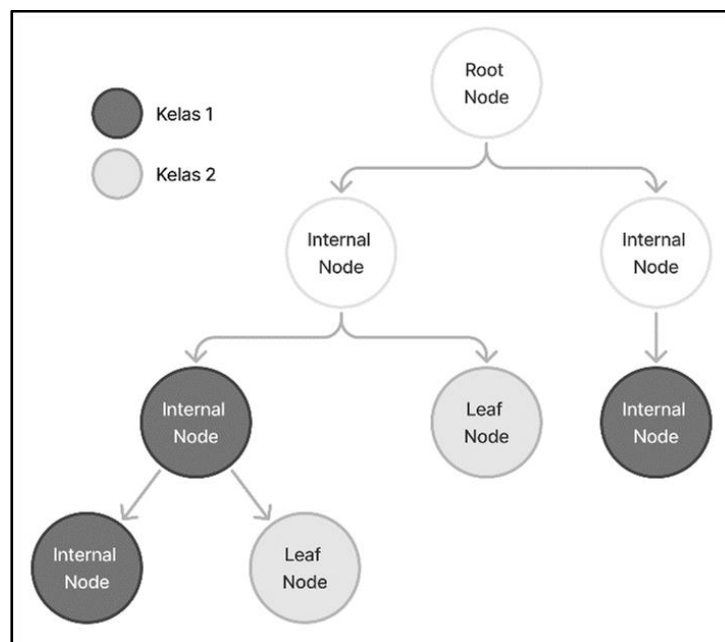 Root
Node
Kelas 1
Kelas 2
Internal
Node
Internal
Node
Internal
Node
Leaf
Node
Internal
Node
Internal
Node
Leaf
Node